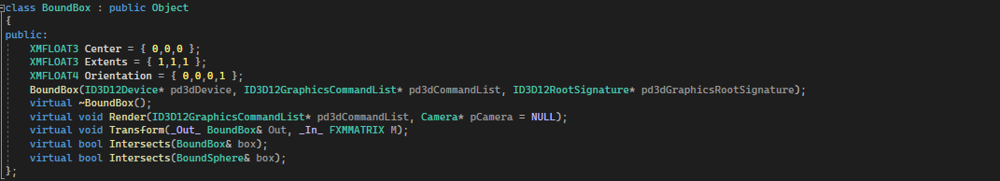 class BoundBox : public Object
{
public:
XMFLOAT3 Center = { 0,0,0 };
XMFLOAT3 Extents = { 1,1,1 };
XMFLOAT4 Orientation = { 0,0,0,1 };
BoundBox(ID3D12Device* pd3dDevice, ID3D12GraphicsCommandList* pd3dCommandList, ID3D12RootSignature* pd3dGraphicsRootSignature);
virtual ~BoundBox();
virtual void Render(ID3D12GraphicsCommandList* pd3dCommandList, Camera* pCamera = NULL);
virtual void Transform(_Out_ BoundBox& Out, _In_ FXMMATRIX M);
virtual bool Intersects(BoundBox& box);
virtual bool Intersects(BoundSphere& box);
};